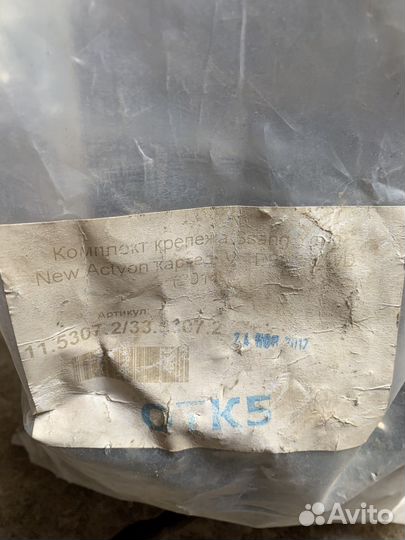 Комплект крепежа
New Actyon картер
Артикул:
11.5307.2/33.5307.2
24 НОЯ 2017
ОТК5
Avito